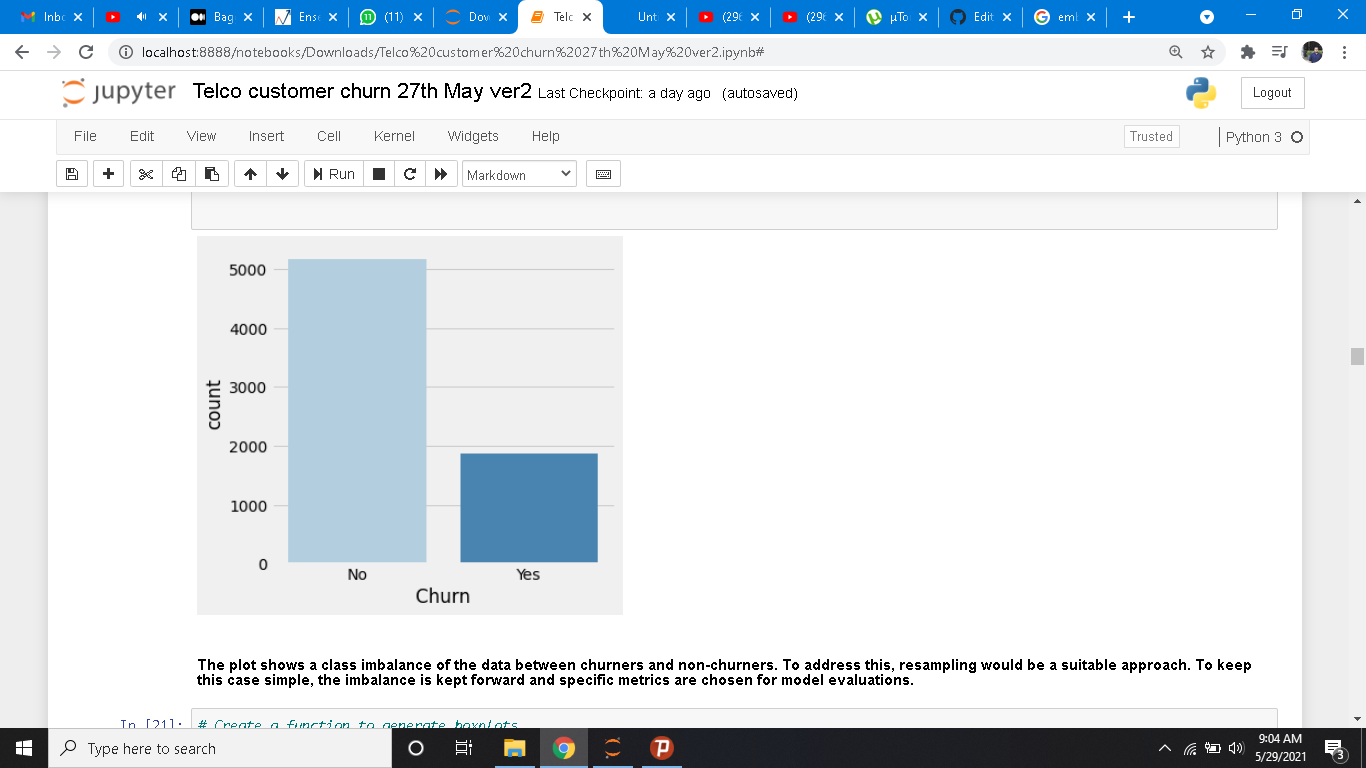 Inbc
Bag
Ens
(11)
Dov
Telc
Unt
(29(
(29(
µTo
Edit
eml
localhost:8888/notebooks/Downloads/Telco%20customer%20churn%2027th%20May%20ver2.ipynb#
jupyter Telco customer churn 27th May ver2 Last Checkpoint: a day ago (autosaved)
Logout
File Edit View Insert Cell Kernel Widgets Help
Trusted Python 3
Run Markdown
5000
4000
3000
2000
1000
0
count
No Yes
Churn
The plot shows a class imbalance of the data between churners and non-churners. To address this, resampling would be a suitable approach. To keep
this case simple, the imbalance is kept forward and specific metrics are chosen for model evaluations.
In [21]: # Create a function to generate boxplots
Type here to search
9:04 AM
5/29/2021
3